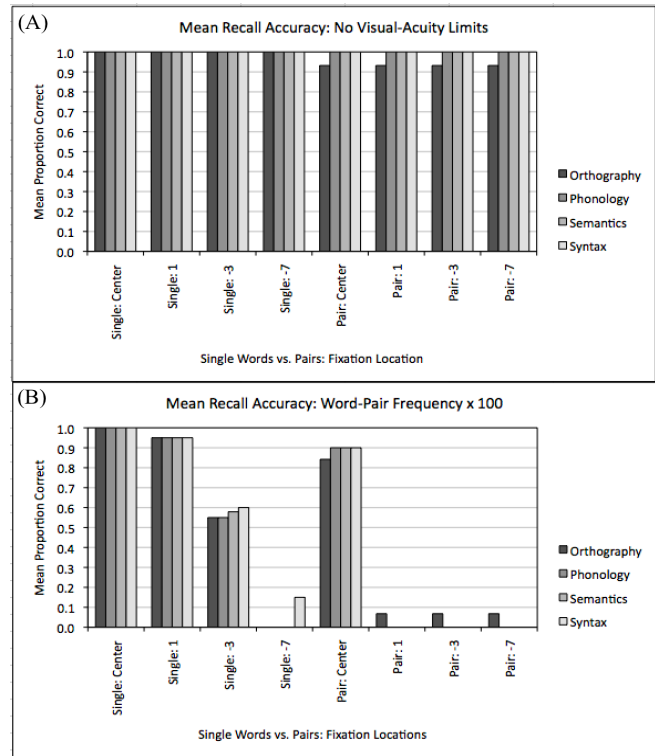 (A)
Mean Recall Accuracy: No Visual-Acuity Limits
Mean Proportion Correct
1.0
0.9
0.8
0.7
0.6
0.5
0.4
0.3
0.2
0.1
0.0
Single: Center
Single: 1
Single: -3
Single: -7
Pair: Center
Pair: 1
Pair: -3
Pair: -7
Single Words vs. Pairs: Fixation Location
Orthography
Phonology
Semantics
Syntax
(B)
Mean Recall Accuracy: Word-Pair Frequency x 100
Mean Proportion Correct
1.0
0.9
0.8
0.7
0.6
0.5
0.4
0.3
0.2
0.1
0.0
Single: Center
Single: 1
Single: -3
Single: -7
Pair: Center
Pair: 1
Pair: -3
Pair: -7
Single Words vs. Pairs: Fixation Locations
Orthography
Phonology
Semantics
Syntax